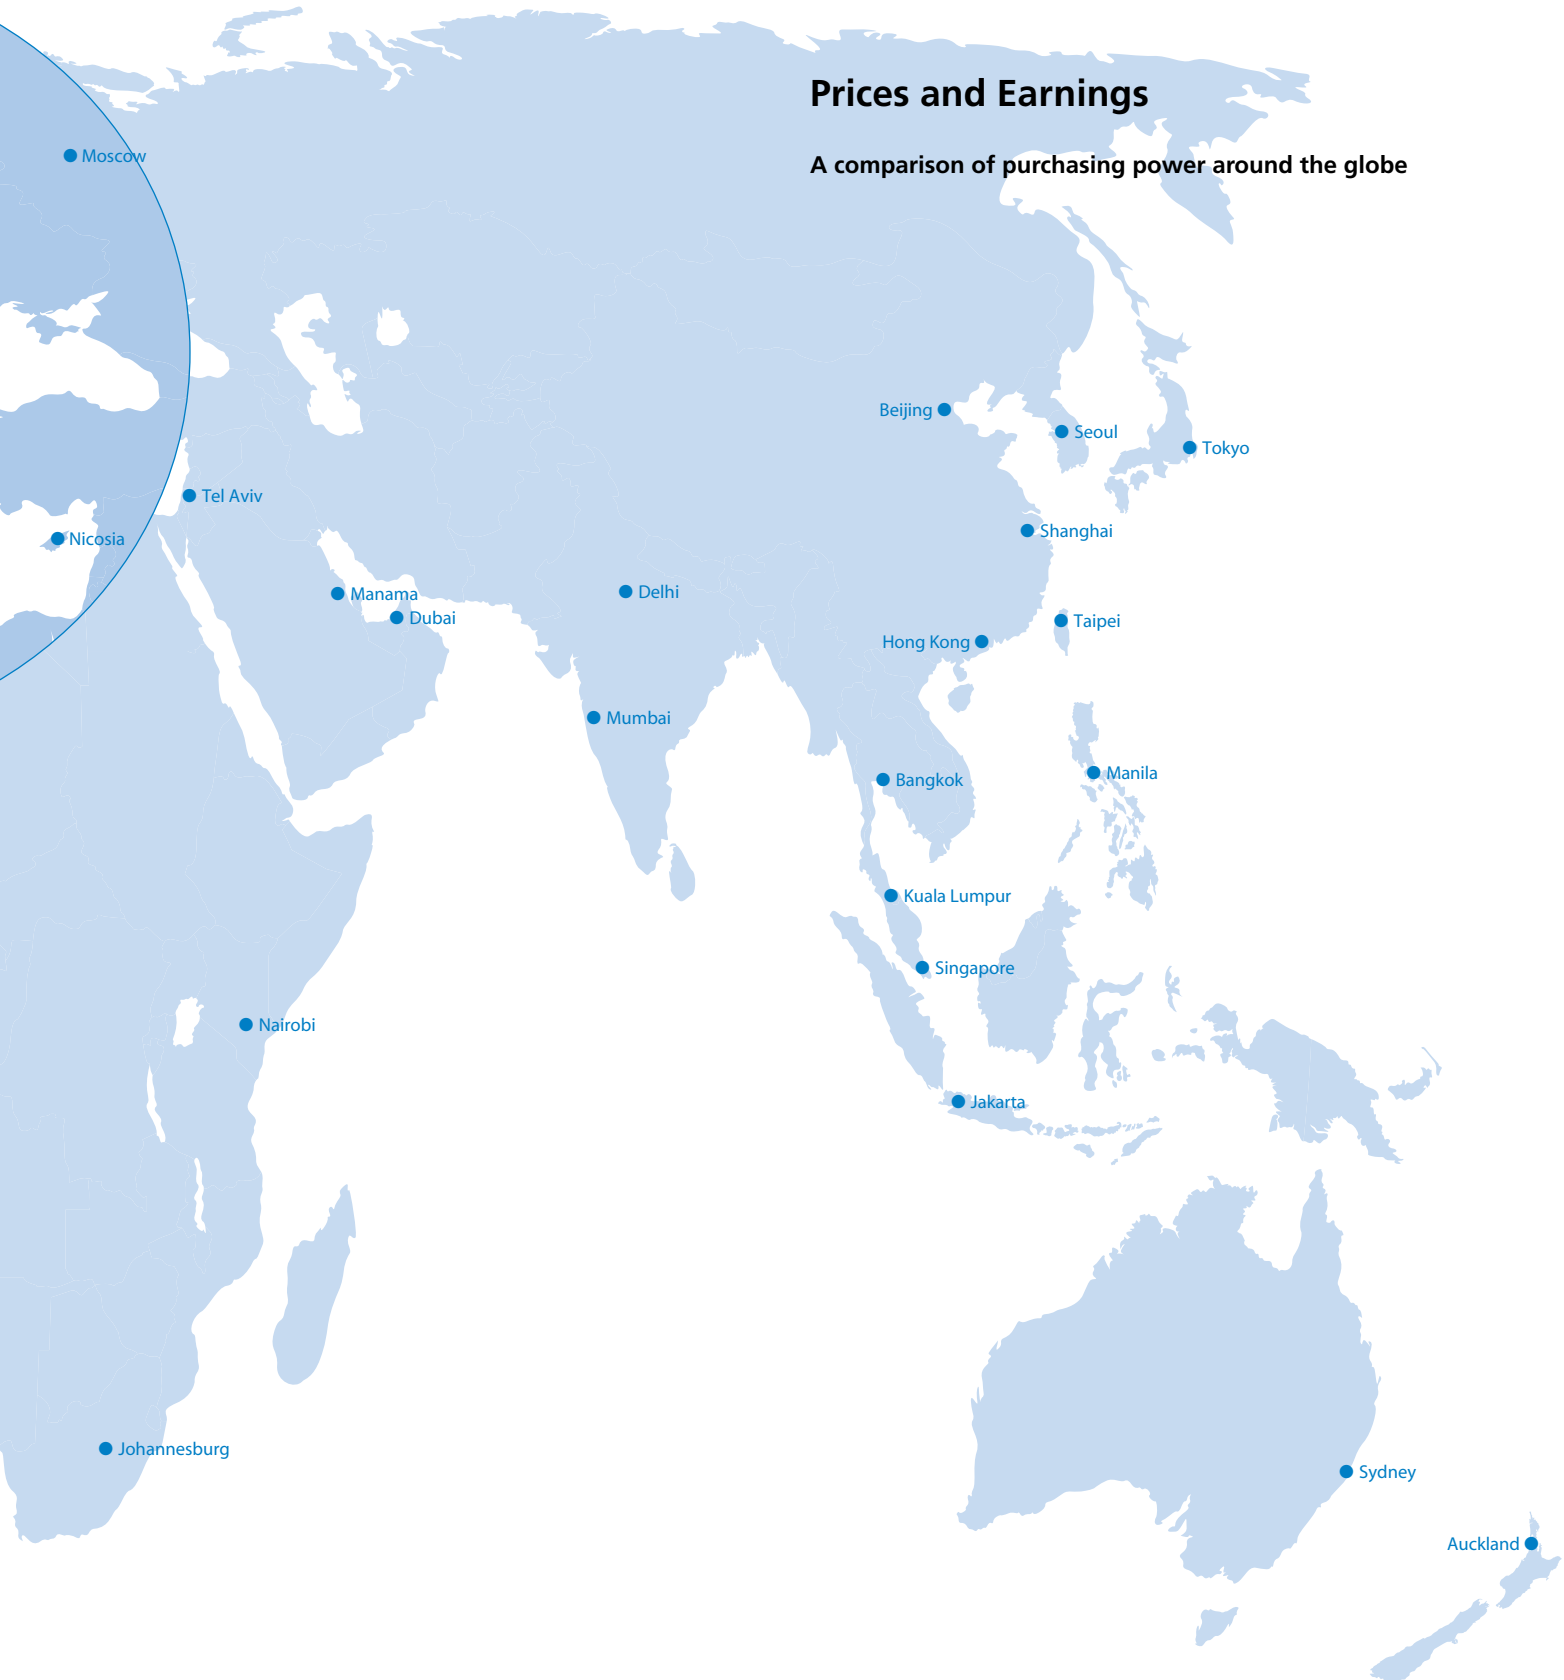 Prices and Earnings
A comparison of purchasing power around the globe
Moscow
Beijing
Seoul
Tokyo
Tel Aviv
Shanghai
Nicosia
Delhi
Manama
Dubai
Taipei
Hong Kong
Mumbai
Manila
Bangkok
Kuala Lumpur
Singapore
Nairobi
Jakarta
Johannesburg
Sydney
Auckland